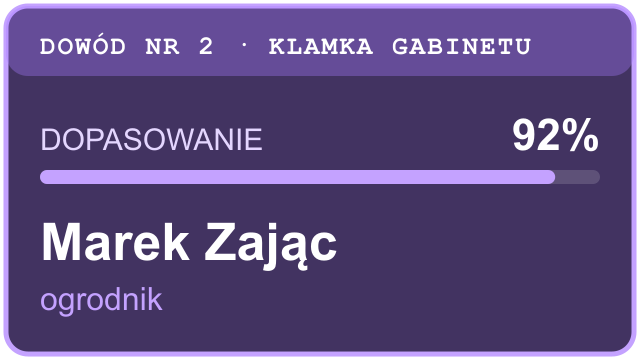 DOWÓD NR 2 · KLAMKA GABINETU
DOPASOWANIE 92%
Marek Zając
ogrodnik